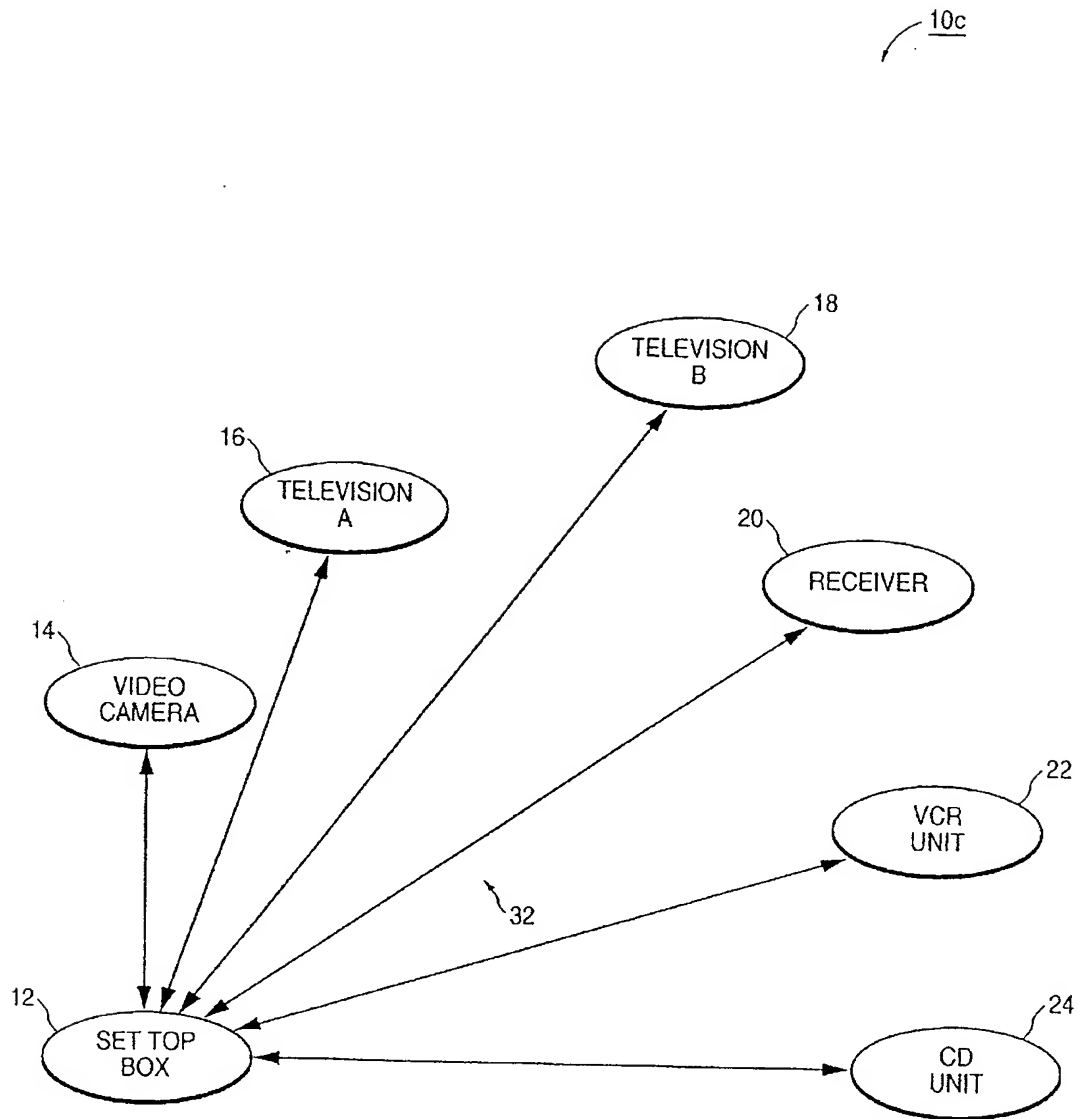 10c
18
TELEVISION
B
16
TELEVISION
A
20
RECEIVER
14
VIDEO
CAMERA
22
VCR
UNIT
32
12
SET TOP
BOX
24
CD
UNIT